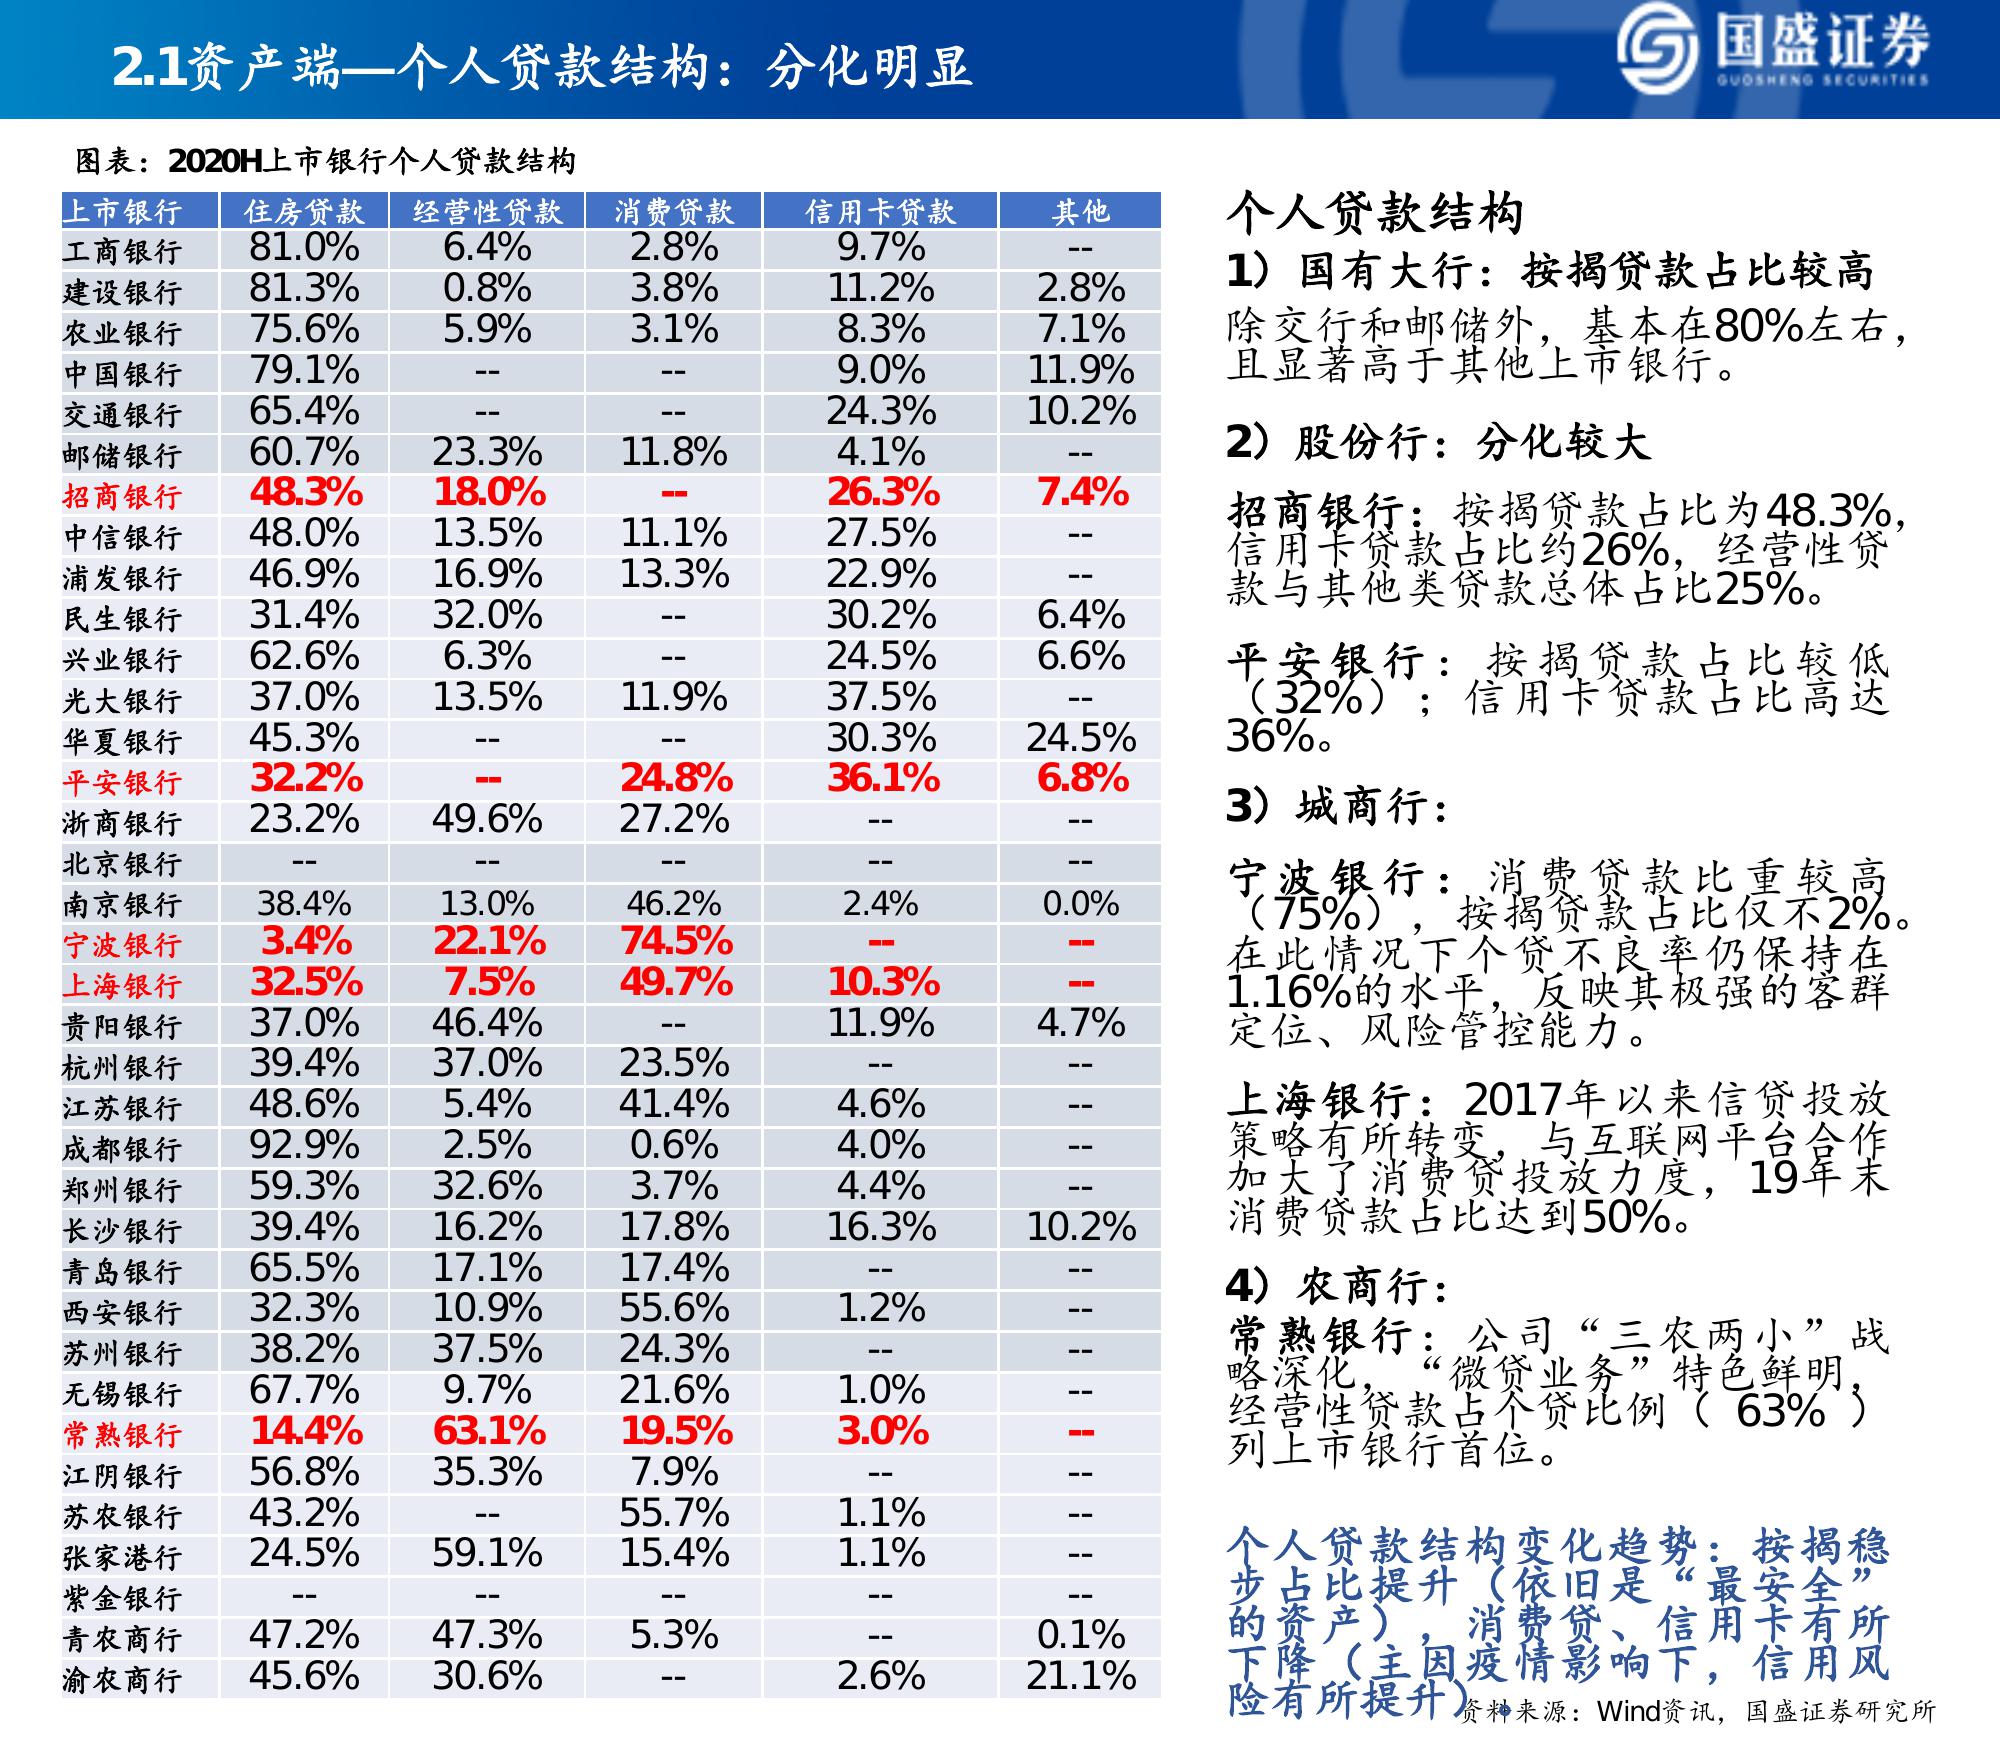 2.1资产端—个人贷款结构：分化明显
国盛证券
GUOSHENG SECURITIES
图表：2020H上市银行个人贷款结构
上市银行 住房贷款 经营性贷款 消费贷款 信用卡贷款 其他
工商银行 81.0% 6.4% 2.8% 9.7% --
建设银行 81.3% 0.8% 3.8% 11.2% 2.8%
农业银行 75.6% 5.9% 3.1% 8.3% 7.1%
中国银行 79.1% -- -- 9.0% 11.9%
交通银行 65.4% -- -- 24.3% 10.2%
邮储银行 60.7% 23.3% 11.8% 4.1% --
招商银行 48.3% 18.0% -- 26.3% 7.4%
中信银行 48.0% 13.5% 11.1% 27.5% --
浦发银行 46.9% 16.9% 13.3% 22.9% --
民生银行 31.4% 32.0% -- 30.2% 6.4%
兴业银行 62.6% 6.3% -- 24.5% 6.6%
光大银行 37.0% 13.5% 11.9% 37.5% --
华夏银行 45.3% -- -- 30.3% 24.5%
平安银行 32.2% -- 24.8% 36.1% 6.8%
浙商银行 23.2% 49.6% 27.2% -- --
北京银行 -- -- -- -- --
南京银行 38.4% 13.0% 46.2% 2.4% 0.0%
宁波银行 3.4% 22.1% 74.5% -- --
上海银行 32.5% 7.5% 49.7% 10.3% --
贵阳银行 37.0% 46.4% -- 11.9% 4.7%
杭州银行 39.4% 37.0% 23.5% -- --
江苏银行 48.6% 5.4% 41.4% 4.6% --
成都银行 92.9% 2.5% 0.6% 4.0% --
郑州银行 59.3% 32.6% 3.7% 4.4% --
长沙银行 39.4% 16.2% 17.8% 16.3% 10.2%
青岛银行 65.5% 17.1% 17.4% -- --
西安银行 32.3% 10.9% 55.6% 1.2% --
苏州银行 38.2% 37.5% 24.3% -- --
无锡银行 67.7% 9.7% 21.6% 1.0% --
常熟银行 14.4% 63.1% 19.5% 3.0% --
江阴银行 56.8% 35.3% 7.9% -- --
苏农银行 43.2% -- 55.7% 1.1% --
张家港行 24.5% 59.1% 15.4% 1.1% --
紫金银行 -- -- -- -- --
青农商行 47.2% 47.3% 5.3% -- 0.1%
渝农商行 45.6% 30.6% -- 2.6% 21.1%
个人贷款结构
1）国有大行：按揭贷款占比较高
除交行和邮储外，基本在80%左右，
且显著高于其他上市银行。
2）股份行：分化较大
招商银行：按揭贷款占比为48.3%，
信用卡贷款占比约26%，经营性贷
款与其他类贷款总体占比25%。
平安银行：按揭贷款占比较低
（32%）；信用卡贷款占比高达
36%。
3）城商行：
宁波银行：消费贷款比重较高
（75%），按揭贷款占比仅不2%。
在此情况下个贷不良率仍保持在
1.16%的水平，反映其极强的客群
定位、风险管控能力。
上海银行：2017年以来信贷投放
策略有所转变，与互联网平台合作
加大了消费贷投放力度，19年末
消费贷款占比达到50%。
4）农商行：
常熟银行：公司“三农两小”战
略深化，“微贷业务”特色鲜明，
经营性贷款占个贷比例（ 63% ）
列上市银行首位。
个人贷款结构变化趋势：按揭稳
步占比提升（依旧是“最安全”
的资产），消费贷、信用卡有所
下降（主因疫情影响下，信用风
险有所提升）。
资料来源：Wind资讯，国盛证券研究所